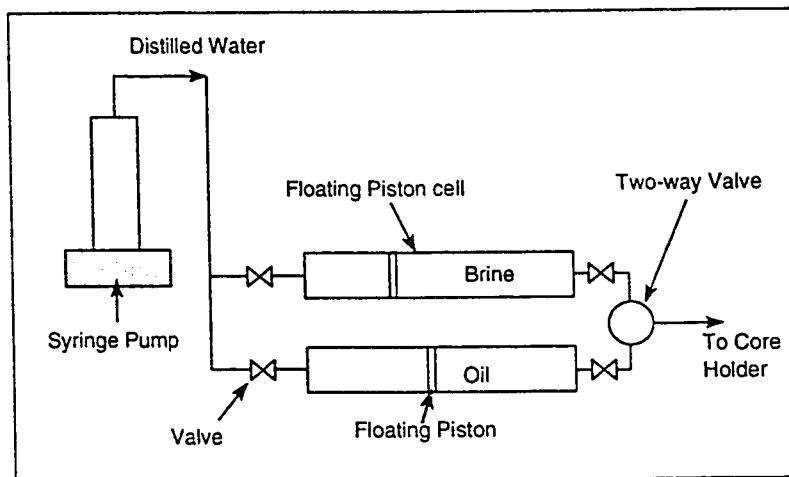 Distilled Water
Floating Piston cell
Two-way Valve
Brine
Syringe Pump
To Core
Holder
Oil
Valve
Floating Piston